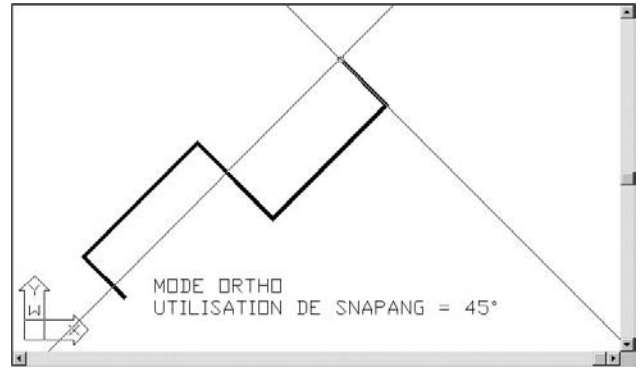 MODE ORTHO
UTILISATION DE SNAPANG = 45°
Y
W
X